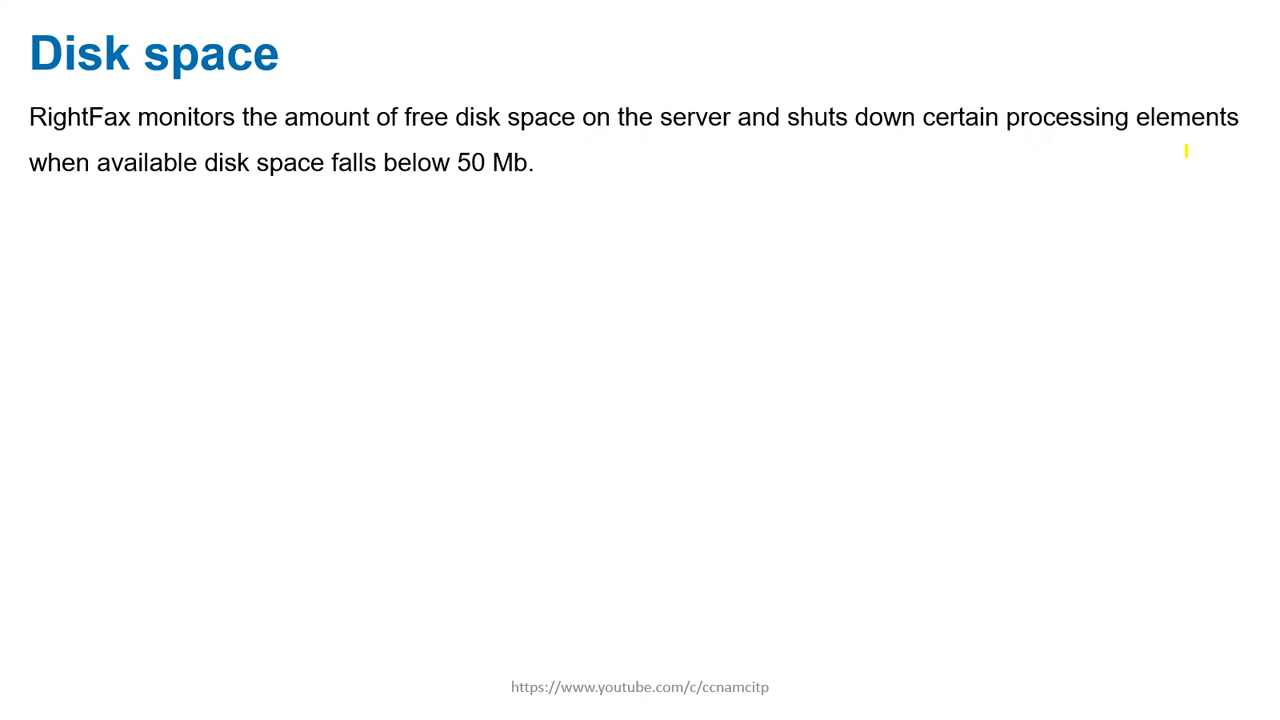 Disk space
RightFax monitors the amount of free disk space on the server and shuts down certain processing elements
when available disk space falls below 50 Mb.
https://www.youtube.com/c/ccnamcitp